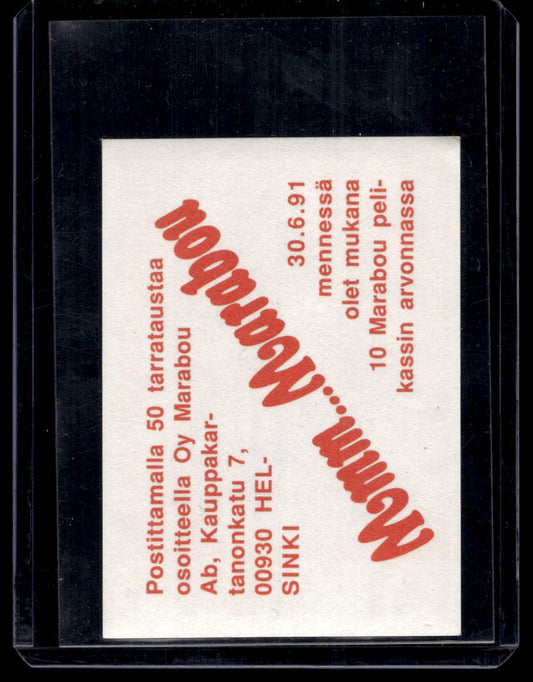 Postittamalla 50 tarrataustaa
osoitteella Oy Marabou
Ab, Kauppakar-
tanonkatu 7,
00930 HEL-
SINKI
Mmm...Marabou
30.6.91
mennessä
olet mukana
10 Marabou peli-
kassin arvonnassa